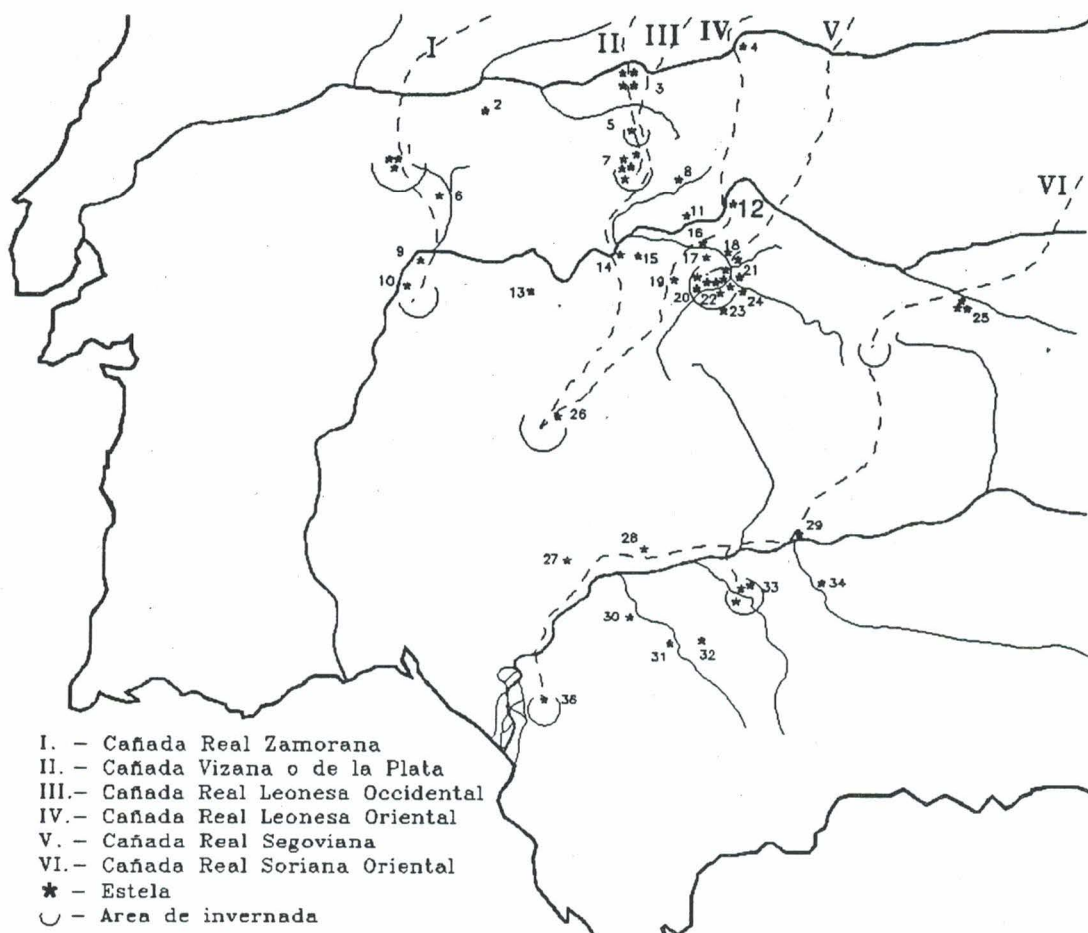 I II III IV V
4
3
2
5
1 7
8
6
VI
11 12
16
9 14 15 17 18
10 13 19 21
20 22 24
23 25
26
29
27 28
33 34
30
31 32
36
I. – Cañada Real Zamorana
II. – Cañada Vizana o de la Plata
III.– Cañada Real Leonesa Occidental
IV.– Cañada Real Leonesa Oriental
V. – Cañada Real Segoviana
VI.– Cañada Real Soriana Oriental
★ – Estela
◡ – Area de invernada